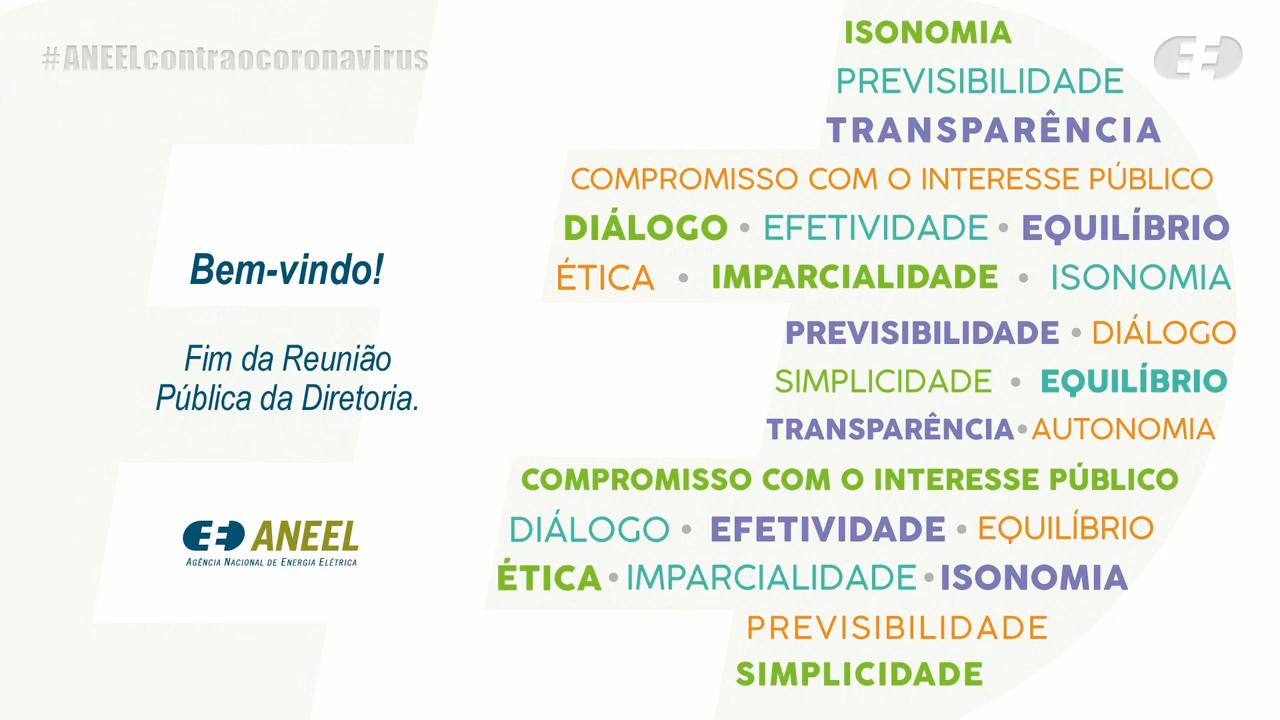 #ANEELcontraocoronavirus
Bem-vindo!
Fim da Reunião
Pública da Diretoria.
ANEEL
AGÊNCIA NACIONAL DE ENERGIA ELÉTRICA
ISONOMIA
PREVISIBILIDADE
TRANSPARÊNCIA
COMPROMISSO COM O INTERESSE PÚBLICO
DIÁLOGO • EFETIVIDADE • EQUILÍBRIO
ÉTICA • IMPARCIALIDADE • ISONOMIA
PREVISIBILIDADE • DIÁLOGO
SIMPLICIDADE • EQUILÍBRIO
TRANSPARÊNCIA • AUTONOMIA
COMPROMISSO COM O INTERESSE PÚBLICO
DIÁLOGO • EFETIVIDADE • EQUILÍBRIO
ÉTICA • IMPARCIALIDADE • ISONOMIA
PREVISIBILIDADE
SIMPLICIDADE